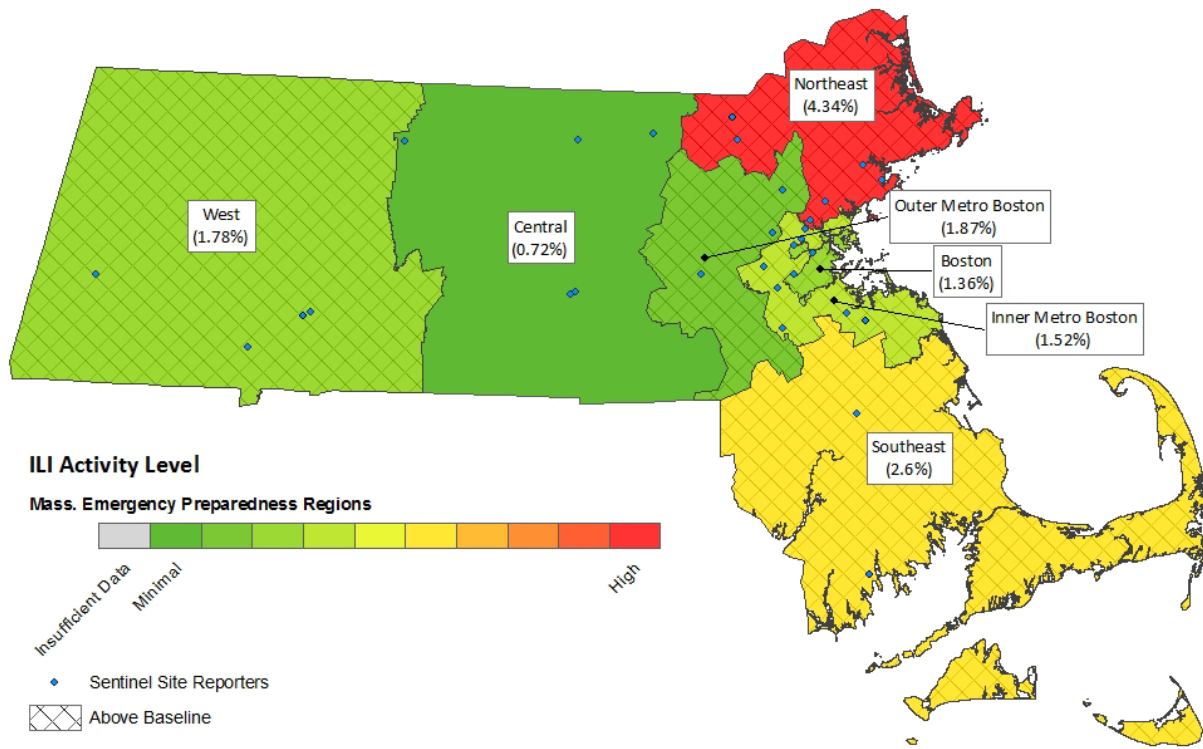 Northeast
(4.34%)
Outer Metro Boston
(1.87%)
West
(1.78%)
Central
(0.72%)
Boston
(1.36%)
Inner Metro Boston
(1.52%)
Southeast
(2.6%)
ILI Activity Level
Mass. Emergency Preparedness Regions
Insufficient Data
Minimal
High
Sentinel Site Reporters
Above Baseline